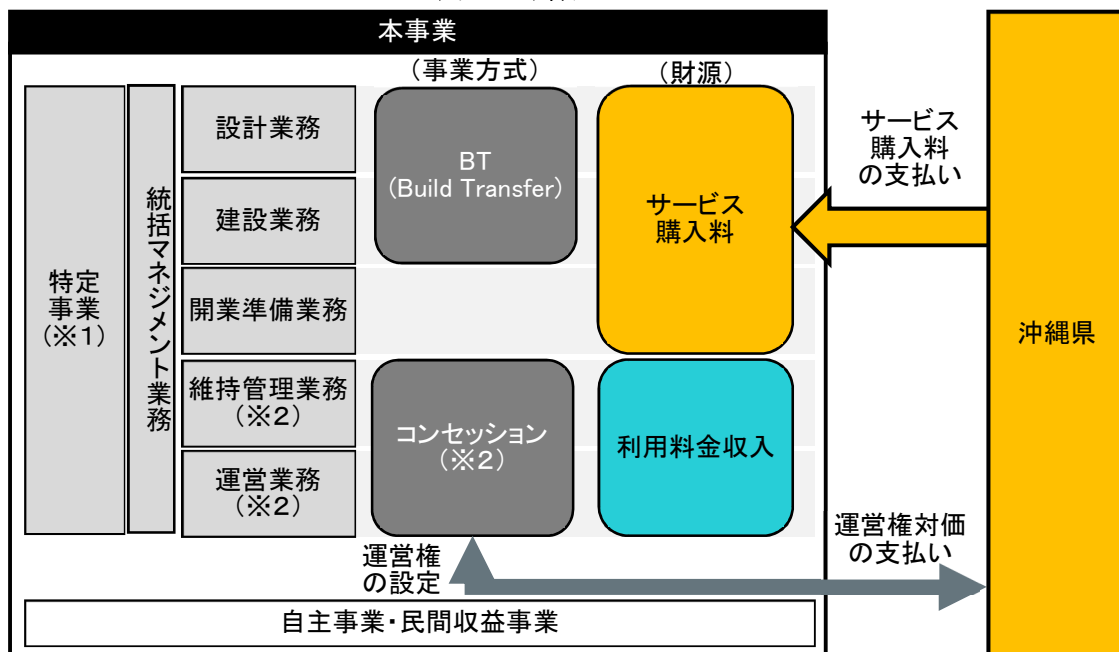 本事業
(事業方式)
(財源)
特定
事業
(※1)
統括マネジメント業務
設計業務
建設業務
開業準備業務
維持管理業務
(※2)
運営業務
(※2)
BT
(Build Transfer)
コンセッション
(※2)
サービス
購入料
利用料金収入
サービス
購入料
の支払い
沖縄県
運営権
の設定
運営権対価
の支払い
自主事業・民間収益事業